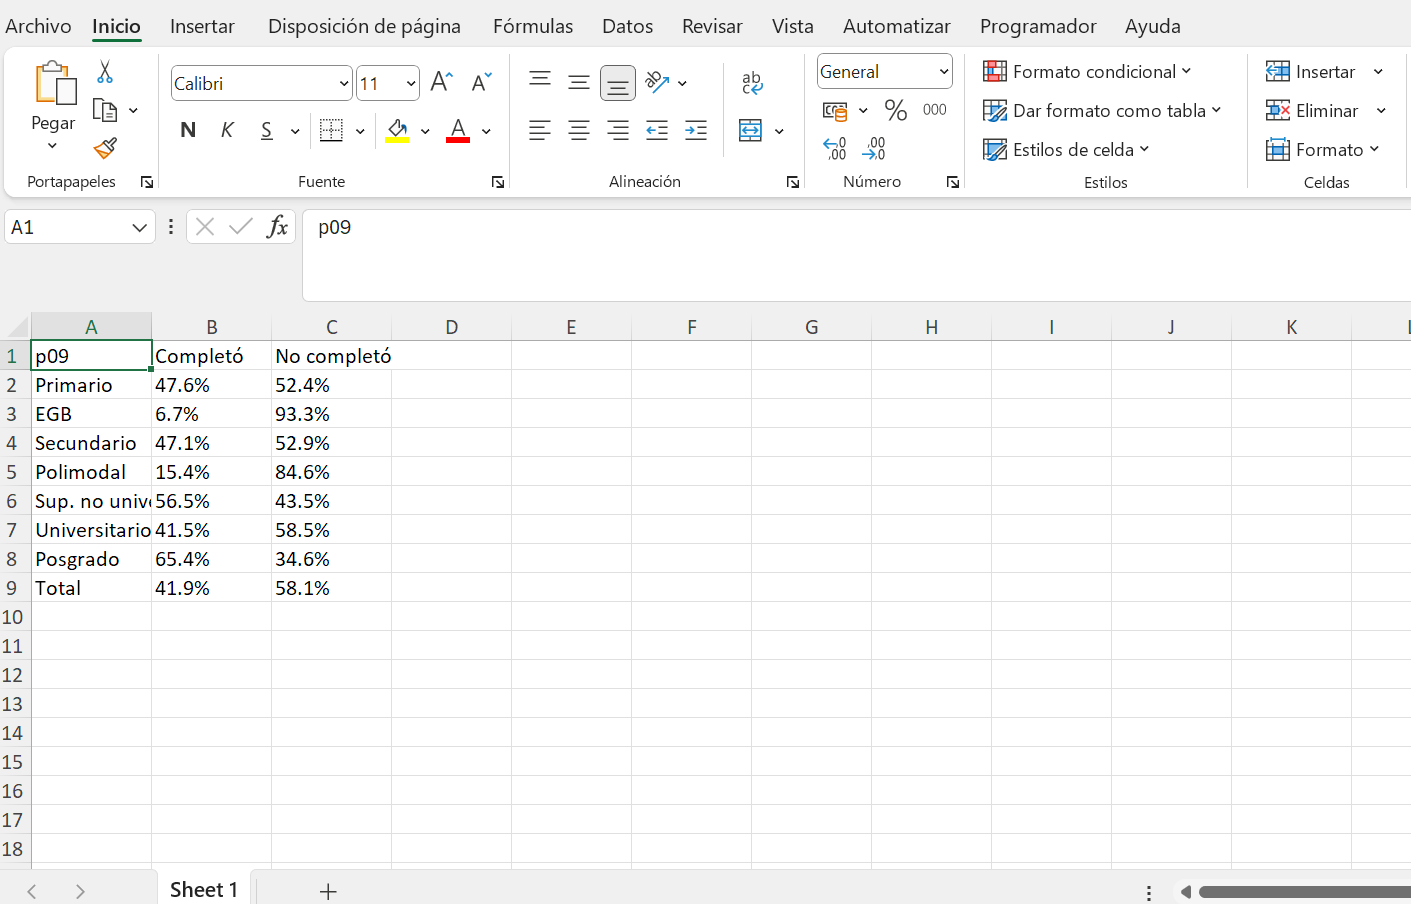 Archivo Inicio Insertar Disposición de página Fórmulas Datos Revisar Vista Automatizar Programador Ayuda
Pegar
Portapapeles
Calibri 11
N K S
Fuente
Alineación
General
% 000
Número
Formato condicional
Dar formato como tabla
Estilos de celda
Estilos
Insertar
Eliminar
Formato
Celdas
A1 fx p09
A B C D E F G H I J K
1 p09 Completó No completó
2 Primario 47.6% 52.4%
3 EGB 6.7% 93.3%
4 Secundario 47.1% 52.9%
5 Polimodal 15.4% 84.6%
6 Sup. no unive 56.5% 43.5%
7 Universitario 41.5% 58.5%
8 Posgrado 65.4% 34.6%
9 Total 41.9% 58.1%
10
11
12
13
14
15
16
17
18
Sheet 1